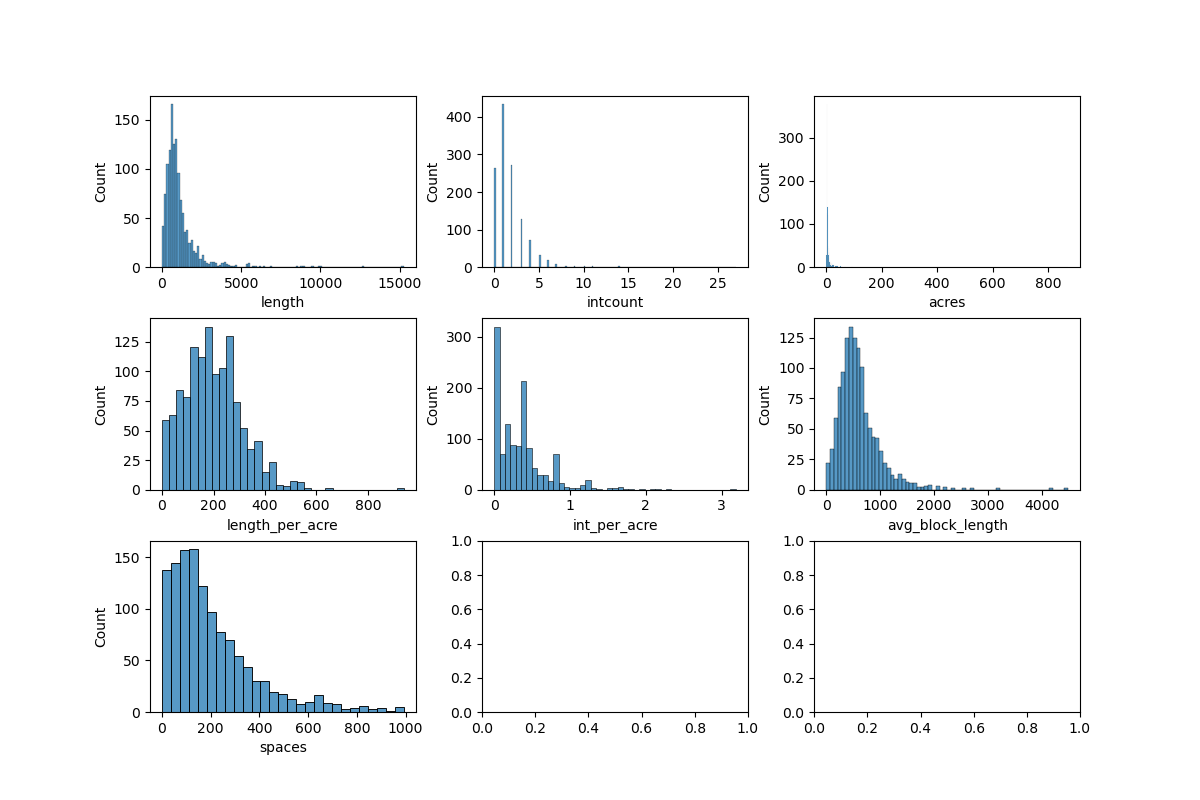 150
100
50
0
Count
0 5000 10000 15000
length
400
300
200
100
0
Count
0 5 10 15 20 25
intcount
300
200
100
0
Count
0 200 400 600 800
acres
125
100
75
50
25
0
Count
0 200 400 600 800
length_per_acre
300
200
100
0
Count
0 1 2 3
int_per_acre
125
100
75
50
25
0
Count
0 1000 2000 3000 4000
avg_block_length
150
100
50
0
Count
0 200 400 600 800 1000
spaces
1.0
0.8
0.6
0.4
0.2
0.0
0.0 0.2 0.4 0.6 0.8 1.0
1.0
0.8
0.6
0.4
0.2
0.0
0.0 0.2 0.4 0.6 0.8 1.0